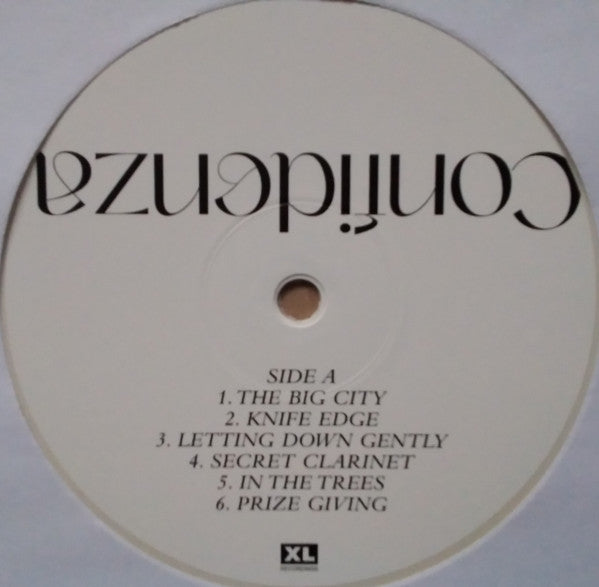 Confidenza
SIDE A
1. THE BIG CITY
2. KNIFE EDGE
3. LETTING DOWN GENTLY
4. SECRET CLARINET
5. IN THE TREES
6. PRIZE GIVING
XL
RECORDINGS